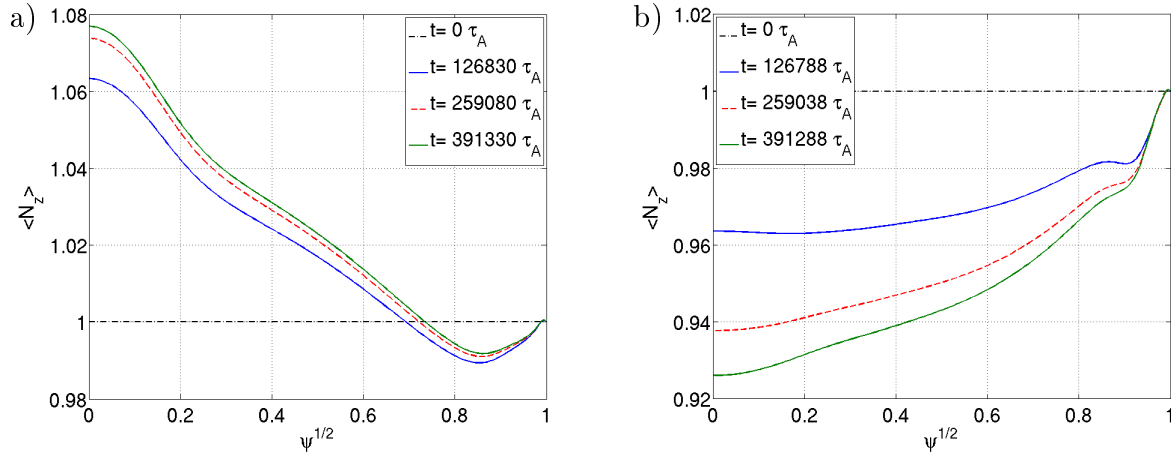 a)
1.08
1.06
1.04
1.02
1
0.98
<N_z>
t= 0 τ_A
t= 126830 τ_A
t= 259080 τ_A
t= 391330 τ_A
0
0.2
0.4
0.6
0.8
1
ψ^1/2
b)
1.02
1
0.98
0.96
0.94
0.92
<N_z>
t= 0 τ_A
t= 126788 τ_A
t= 259038 τ_A
t= 391288 τ_A
0
0.2
0.4
0.6
0.8
1
ψ^1/2